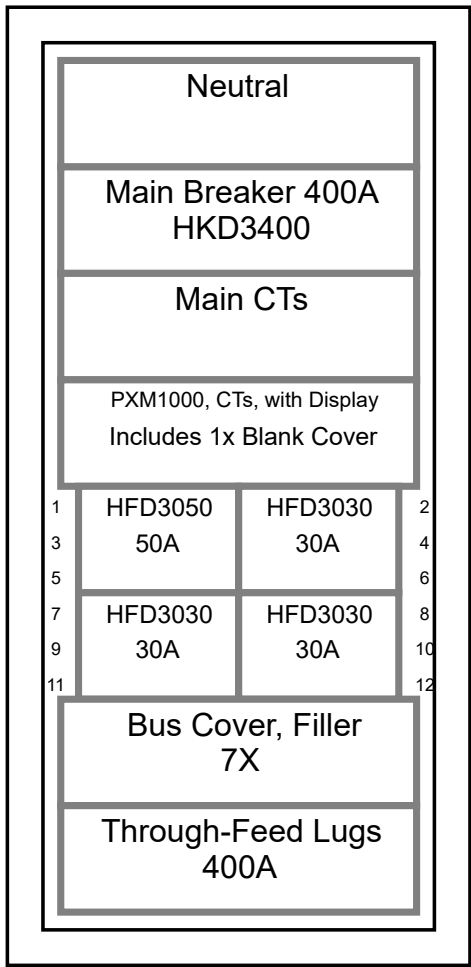 Neutral
Main Breaker 400A
HKD3400
Main CTs
PXM1000, CTs, with Display
Includes 1x Blank Cover
1 HFD3050 HFD3030 2
3 50A 30A 4
5 6
7 HFD3030 HFD3030 8
9 30A 30A 10
11 12
Bus Cover, Filler
7X
Through-Feed Lugs
400A